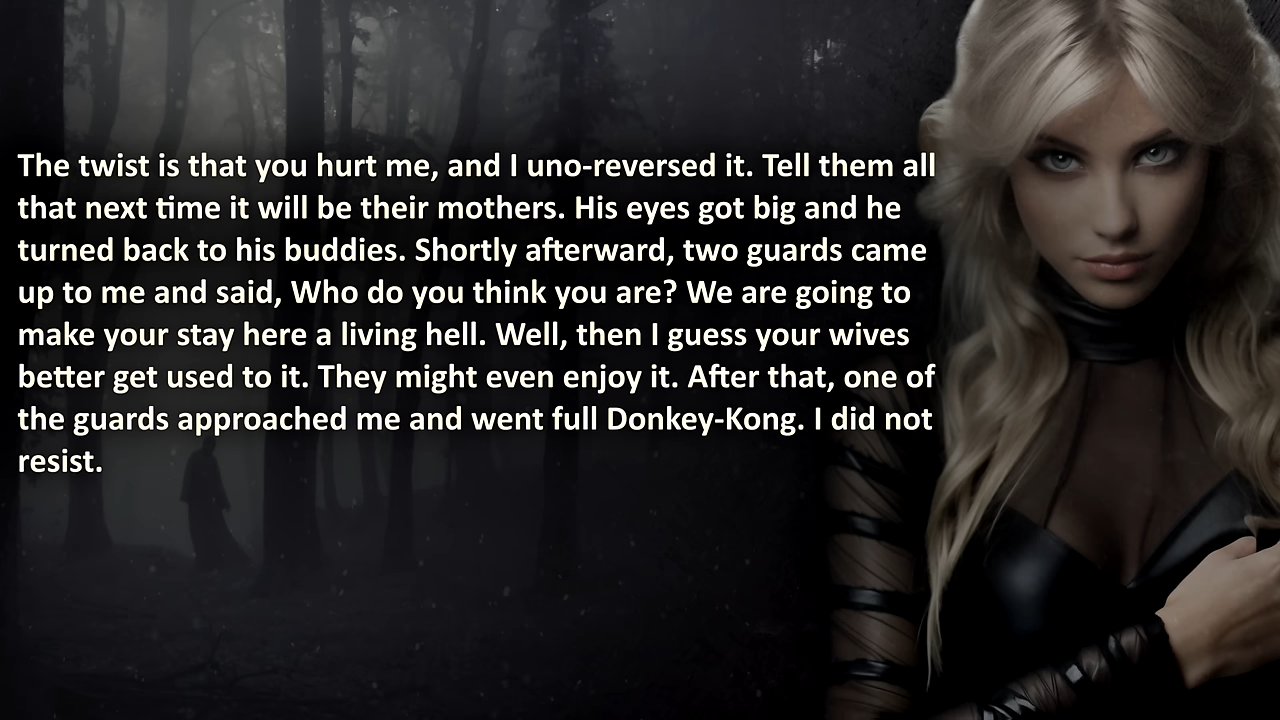 The twist is that you hurt me, and I uno-reversed it. Tell them all
that next time it will be their mothers. His eyes got big and he
turned back to his buddies. Shortly afterward, two guards came
up to me and said, Who do you think you are? We are going to
make your stay here a living hell. Well, then I guess your wives
better get used to it. They might even enjoy it. After that, one of
the guards approached me and went full Donkey-Kong. I did not
resist.